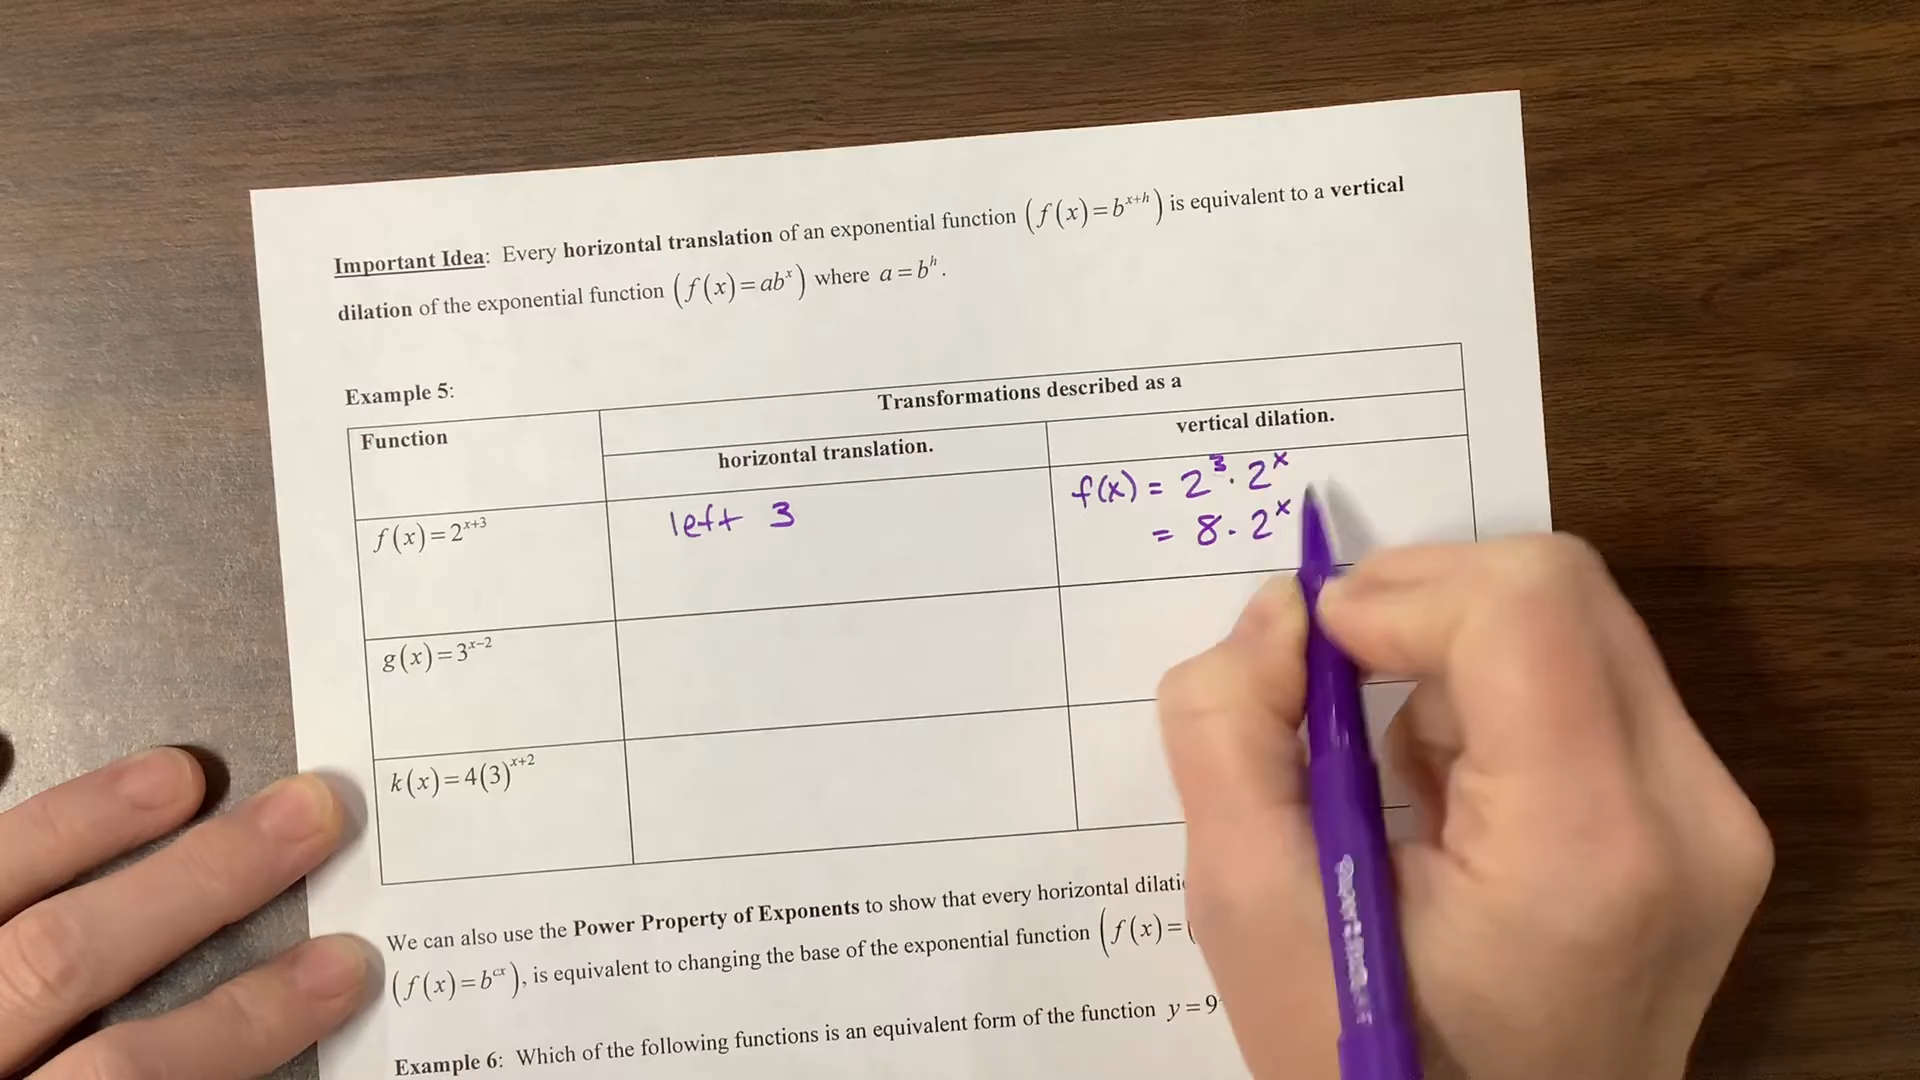 Important Idea: Every horizontal translation of an exponential function (f(x)=b^{x+h}) is equivalent to a vertical
dilation of the exponential function (f(x)=ab^x) where a=b^h.
Example 5:
Function
Transformations described as a
horizontal translation.
vertical dilation.
f(x)=2^{x+3}
left 3
f(x) = 2^3 · 2^x
= 8 · 2^x
g(x)=3^{x−2}
k(x)=4(3)^{x+2}
We can also use the Power Property of Exponents to show that every horizontal
(f(x)=b^{cx}), is equivalent to changing the base of the exponential function (f(x)=
Example 6: Which of the following functions is an equivalent form of the function y=9